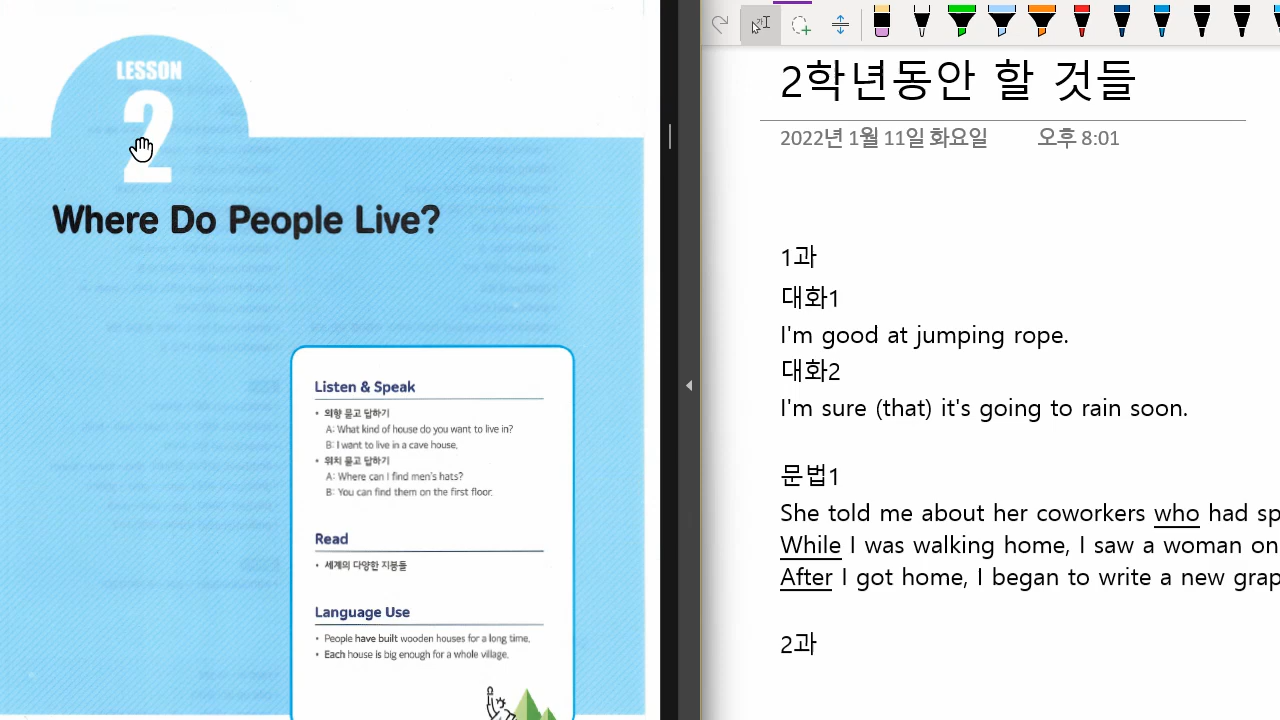 LESSON
2
Where Do People Live?
Listen & Speak
• 의향 묻고 답하기
A: What kind of house do you want to live in?
B: I want to live in a cave house.
• 위치 묻고 답하기
A: Where can I find men's hats?
B: You can find them on the first floor.
Read
• 세계의 다양한 지붕들
Language Use
• People have built wooden houses for a long time.
• Each house is big enough for a whole village.
2학년동안 할 것들
2022년 1월 11일 화요일 오후 8:01
1과
대화1
I'm good at jumping rope.
대화2
I'm sure (that) it's going to rain soon.
문법1
She told me about her coworkers who had sp
While I was walking home, I saw a woman on
After I got home, I began to write a new grap
2과